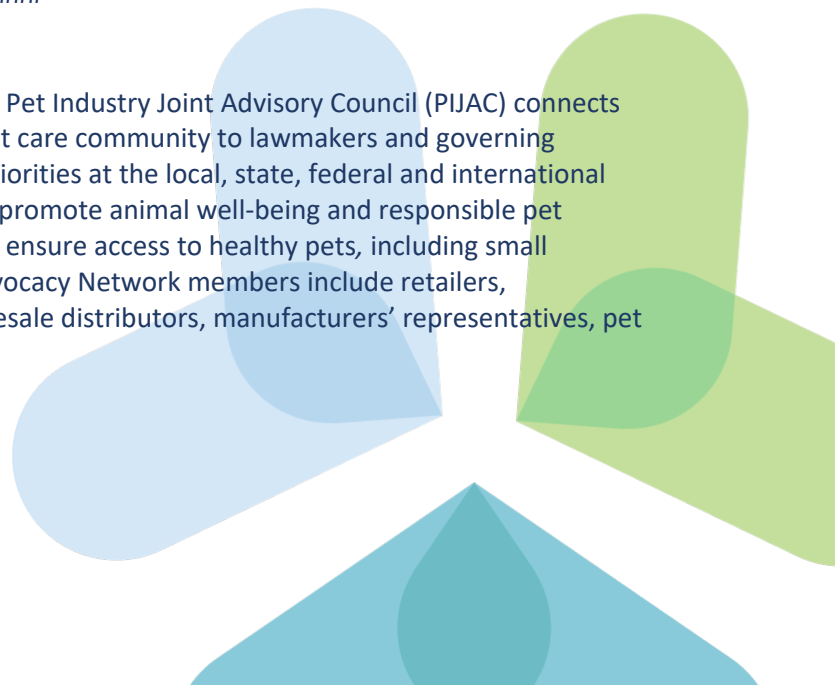 Pet Industry Joint Advisory Council (PIJAC) connects
t care community to lawmakers and governing
iorities at the local, state, federal and international
promote animal well-being and responsible pet
ensure access to healthy pets, including small
vocacy Network members include retailers,
esale distributors, manufacturers’ representatives, pet